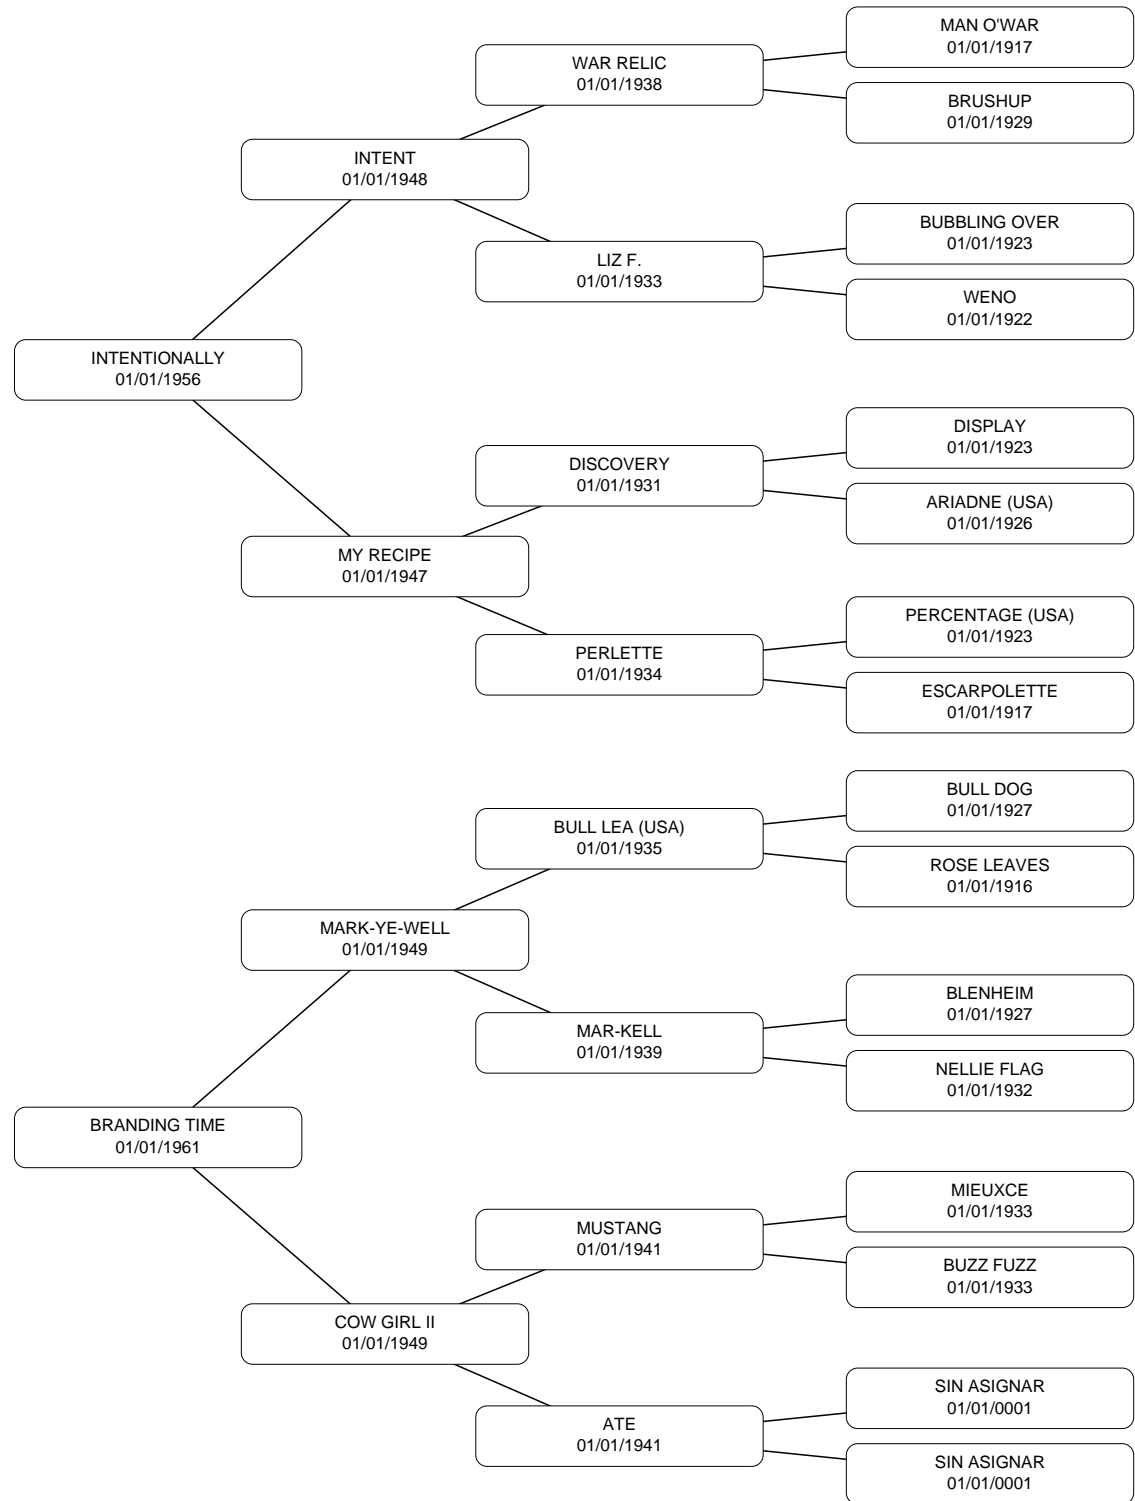 MAN O'WAR
01/01/1917
WAR RELIC
01/01/1938
BRUSHUP
01/01/1929
INTENT
01/01/1948
BUBBLING OVER
01/01/1923
LIZ F.
01/01/1933
WENO
01/01/1922
INTENTIONALLY
01/01/1956
DISPLAY
01/01/1923
DISCOVERY
01/01/1931
ARIADNE (USA)
01/01/1926
MY RECIPE
01/01/1947
PERCENTAGE (USA)
01/01/1923
PERLETTE
01/01/1934
ESCARPOLETTE
01/01/1917
BULL DOG
01/01/1927
BULL LEA (USA)
01/01/1935
ROSE LEAVES
01/01/1916
MARK-YE-WELL
01/01/1949
BLENHEIM
01/01/1927
MAR-KELL
01/01/1939
NELLIE FLAG
01/01/1932
BRANDING TIME
01/01/1961
MIEUXCE
01/01/1933
MUSTANG
01/01/1941
BUZZ FUZZ
01/01/1933
COW GIRL II
01/01/1949
SIN ASIGNAR
01/01/0001
ATE
01/01/1941
SIN ASIGNAR
01/01/0001